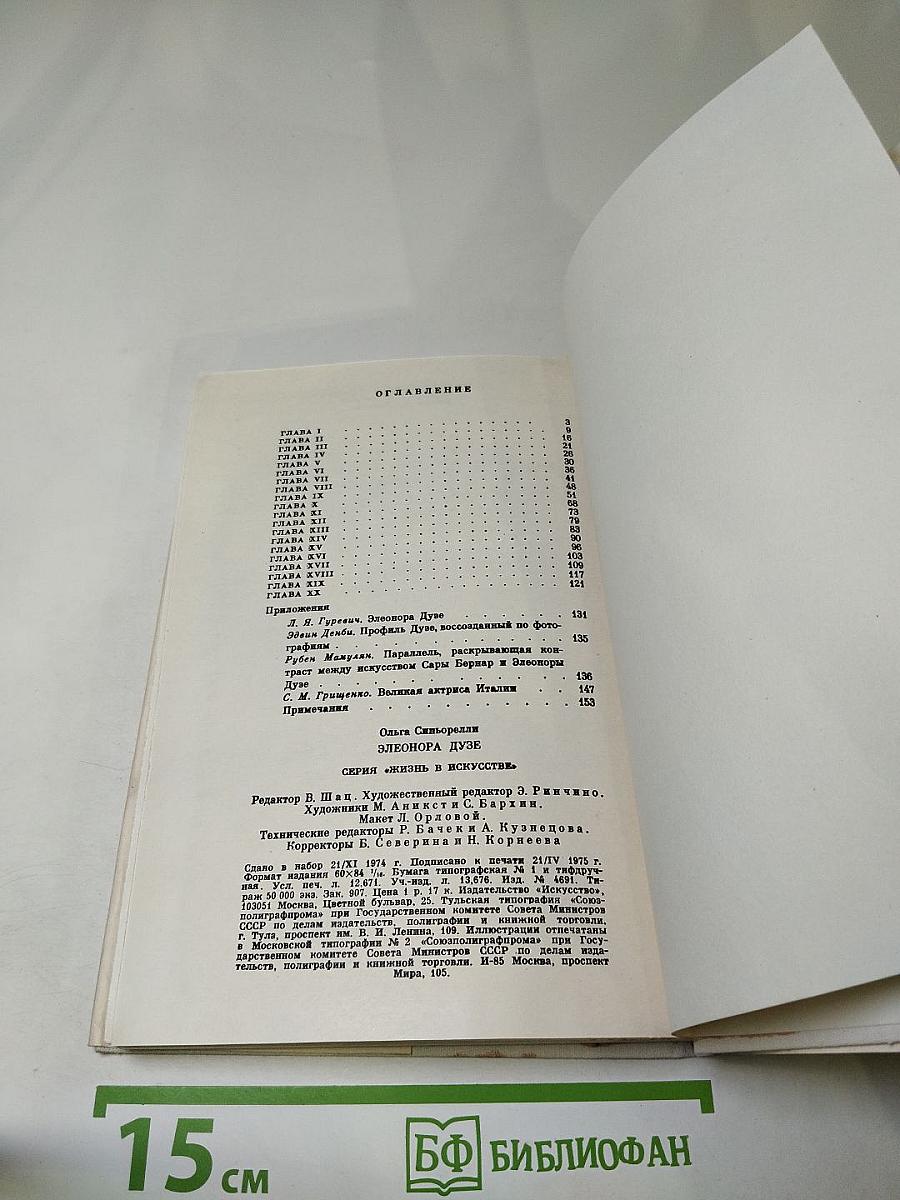 ОГЛАВЛЕНИЕ
ГЛАВА I . . . 3
ГЛАВА II . . . 9
ГЛАВА III . . . 16
ГЛАВА IV . . . 21
ГЛАВА V . . . 26
ГЛАВА VI . . . 30
ГЛАВА VII . . . 36
ГЛАВА VIII . . . 41
ГЛАВА IX . . . 48
ГЛАВА X . . . 51
ГЛАВА XI . . . 68
ГЛАВА XII . . . 73
ГЛАВА XIII . . . 79
ГЛАВА XIV . . . 83
ГЛАВА XV . . . 90
ГЛАВА XVI . . . 96
ГЛАВА XVII . . . 103
ГЛАВА XVIII . . . 109
ГЛАВА XIX . . . 117
ГЛАВА XX . . . 121
Приложения
Л. Я. Гуревич. Элеонора Дузе . . . 131
Эдвин Денби. Профиль Дузе, воссозданный по фото-
графиям . . . 135
Рубен Мамулян. Параллель, раскрывающая кон-
траст между искусством Сары Бернар и Элеоноры
Дузе . . . 136
С. М. Грищенко. Великая актриса Италии . . . 147
Примечания . . . 153
Ольга Синьорелли
ЭЛЕОНОРА ДУЗЕ
СЕРИЯ «ЖИЗНЬ В ИСКУССТВЕ»
Редактор В. Шац. Художественный редактор Э. Ринчино.
Художники М. Аникст и С. Бархин.
Макет Л. Орловой.
Технические редакторы Р. Бачек и А. Кузнецова.
Корректоры Б. Северина и Н. Корнеева
Сдано в набор 21/XI 1974 г. Подписано к печати 21/IV 1975 г.
Формат издания 60×84 1/16. Бумага типографская № 1 и тифдруч-
ная. Усл. печ. л. 12,671. Уч.-изд. л. 13,676. Изд. № 4691. Ти-
раж 50 000 экз. Зак. 907. Цена 1 р. 17 к. Издательство «Искусство»,
103051 Москва, Цветной бульвар, 25. Тульская типография «Союз-
полиграфпрома» при Государственном комитете Совета Министров
СССР по делам издательств, полиграфии и книжной торговли,
г. Тула, проспект им. В. И. Ленина, 109. Иллюстрации отпечатаны
в Московской типографии № 2 «Союзполиграфпрома» при Госу-
дарственном комитете Совета Министров СССР по делам изда-
тельств, полиграфии и книжной торговли. И-85 Москва, проспект
Мира, 105.
15 см
БФ БИБЛИОФАН